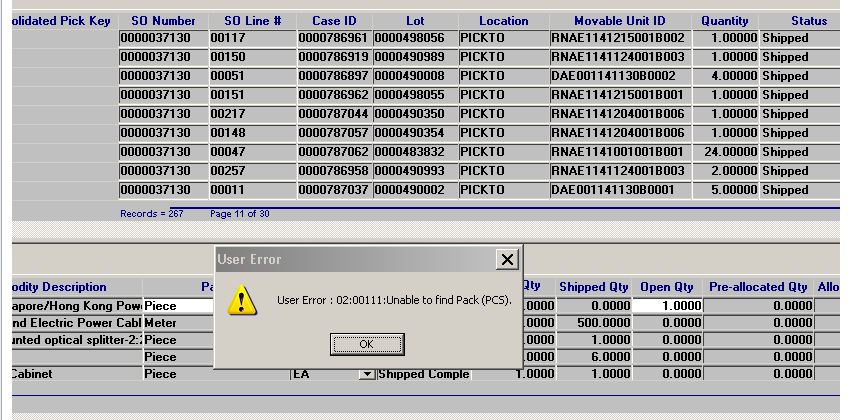 olidated Pick Key SO Number SO Line # Case ID Lot Location Movable Unit ID Quantity Status
0000037130 00117 0000786961 0000498056 PICKTO RNAE1141215001B002 1.00000 Shipped
0000037130 00150 0000786919 0000490989 PICKTO RNAE1141124001B003 1.00000 Shipped
0000037130 00051 0000786897 0000490008 PICKTO DAE001141130B0002 4.00000 Shipped
0000037130 00151 0000786962 0000498055 PICKTO RNAE1141215001B001 1.00000 Shipped
0000037130 00217 0000787044 0000490350 PICKTO RNAE1141204001B006 1.00000 Shipped
0000037130 00148 0000787057 0000490354 PICKTO RNAE1141204001B006 1.00000 Shipped
0000037130 00047 0000787062 0000483832 PICKTO RNAE1141001001B001 24.00000 Shipped
0000037130 00257 0000786958 0000490993 PICKTO RNAE1141124001B003 2.00000 Shipped
0000037130 00011 0000787037 0000490002 PICKTO DAE001141130B0001 5.00000 Shipped
Records = 267 Page 11 of 30
User Error
User Error : 02:00111:Unable to find Pack (PCS).
OK
odity Description Pa Qty Shipped Qty Open Qty Pre-allocated Qty Allo
apore/Hong Kong Pow Piece .0000 0.0000 1.0000 0.0000
nd Electric Power Cabl Meter .0000 500.0000 0.0000 0.0000
unted optical splitter-2:2 Piece .0000 1.0000 0.0000 0.0000
Piece .0000 6.0000 0.0000 0.0000
Cabinet Piece EA Shipped Comple 1.0000 1.0000 0.0000 0.0000